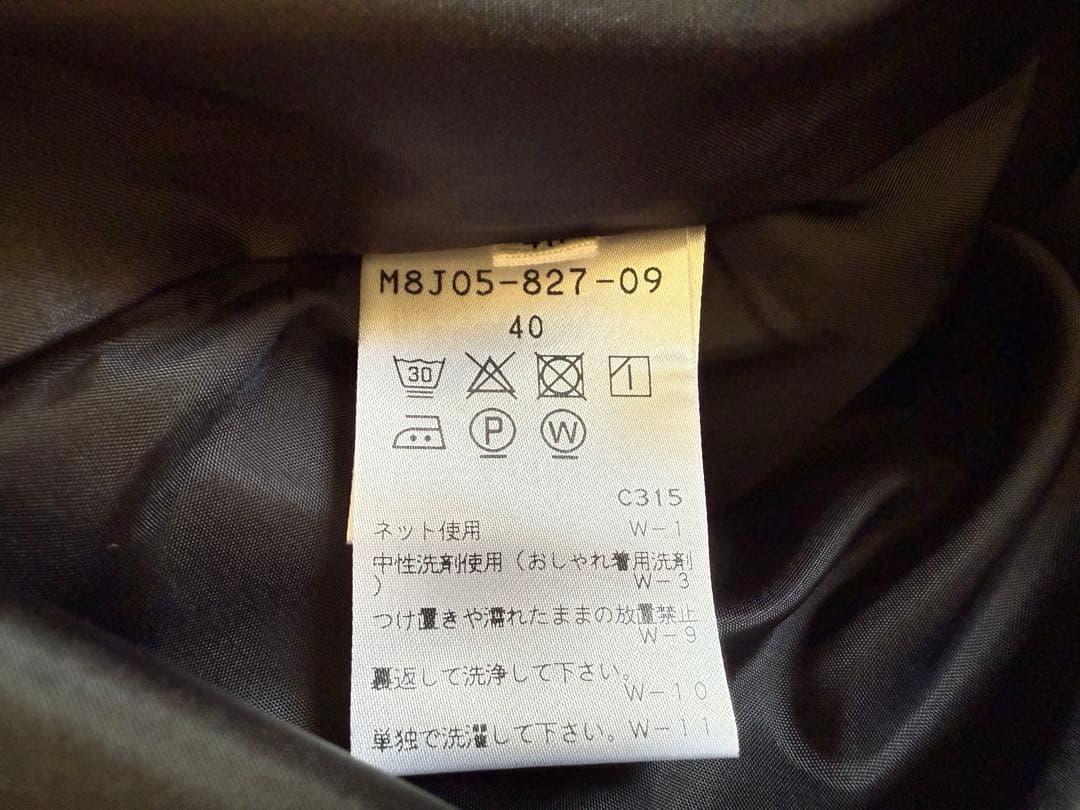 M8J05-827-09
40
30
P W
C315
ネット使用 W-1
中性洗剤使用(おしゃれ着用洗剤
) W-3
つけ置きや濡れたままの放置禁止
W-9
裏返して洗浄して下さい。
W-10
単独で洗濯して下さい。W-11